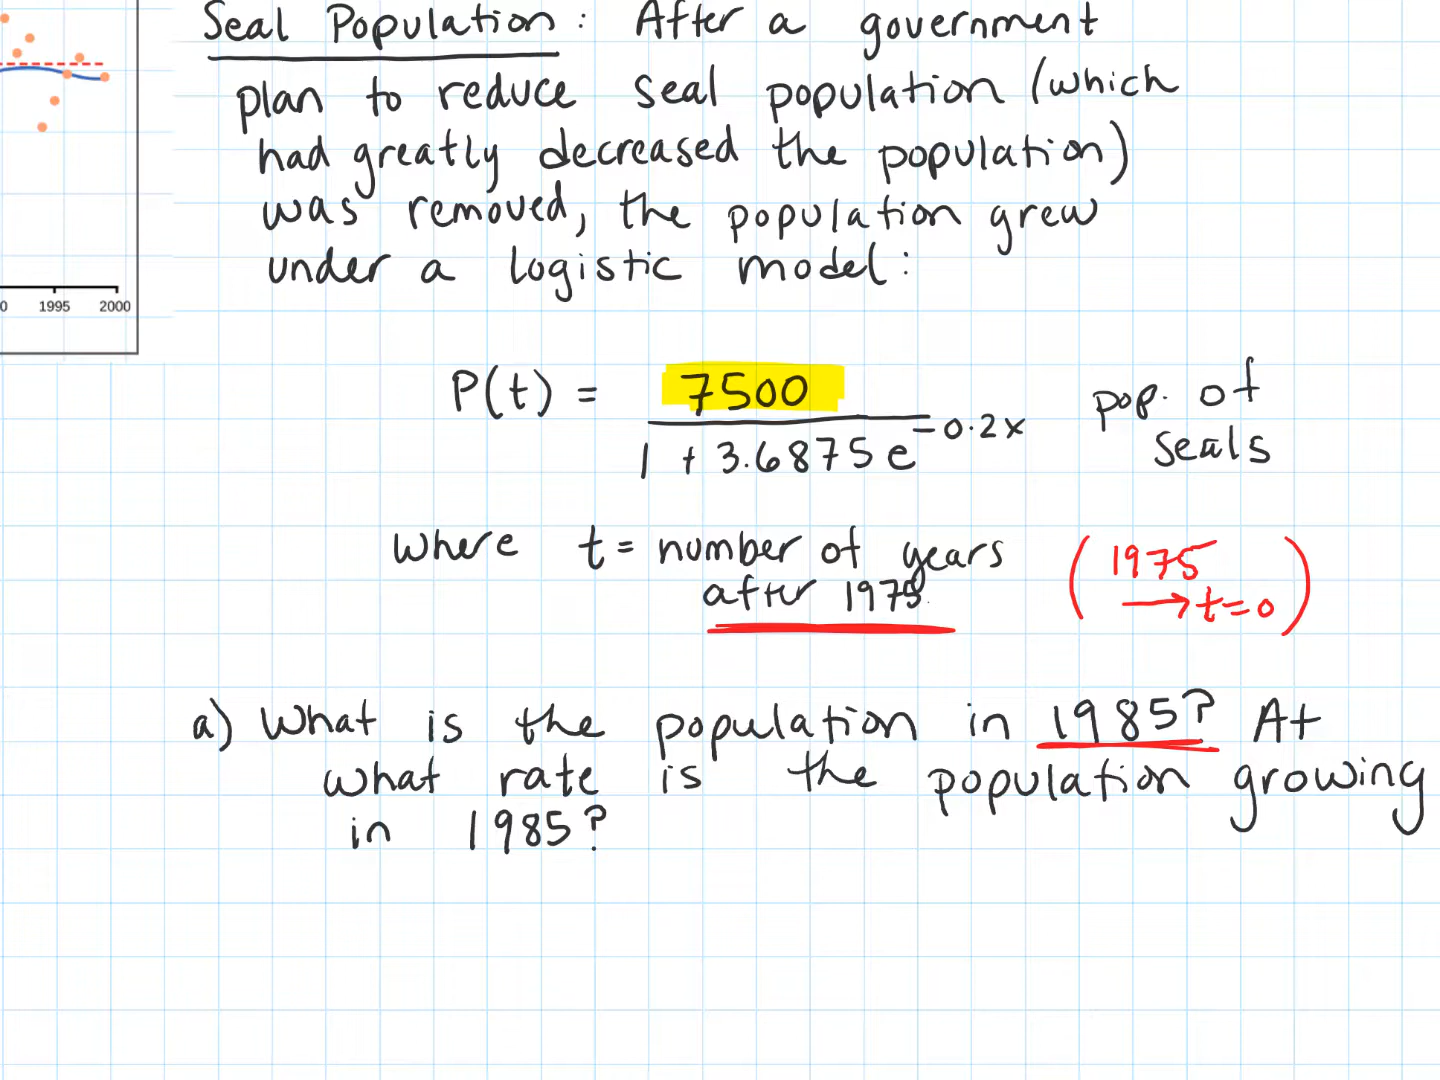 Seal Population: After a government
plan to reduce seal population (which
had greatly decreased the population)
was removed, the population grew
under a logistic model:
0 1995 2000
P(t) = 7500 / 1 + 3.6875 e^-0.2x pop. of seals
where t = number of years
after 1975
(1975
→ t=0)
a) What is the population in 1985? At
what rate is the population growing
in 1985?